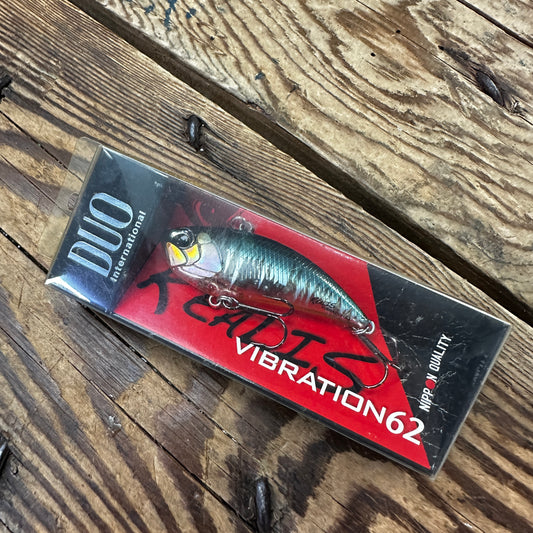 DUO
International
REALIS
VIBRATION62
NIPPON QUALITY